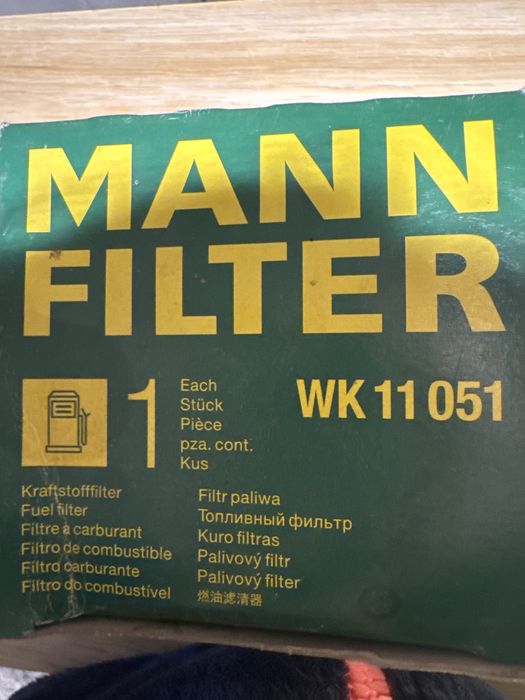 MANN
FILTER
1
Each
Stück
Pièce
pza. cont.
Kus
WK 11 051
Kraftstofffilter
Fuel filter
Filtre à carburant
Filtro de combustible
Filtro carburante
Filtro do combustível
Filtr paliwa
Топливный фильтр
Kuro filtras
Palivový filtr
Palivový filter
燃油滤清器